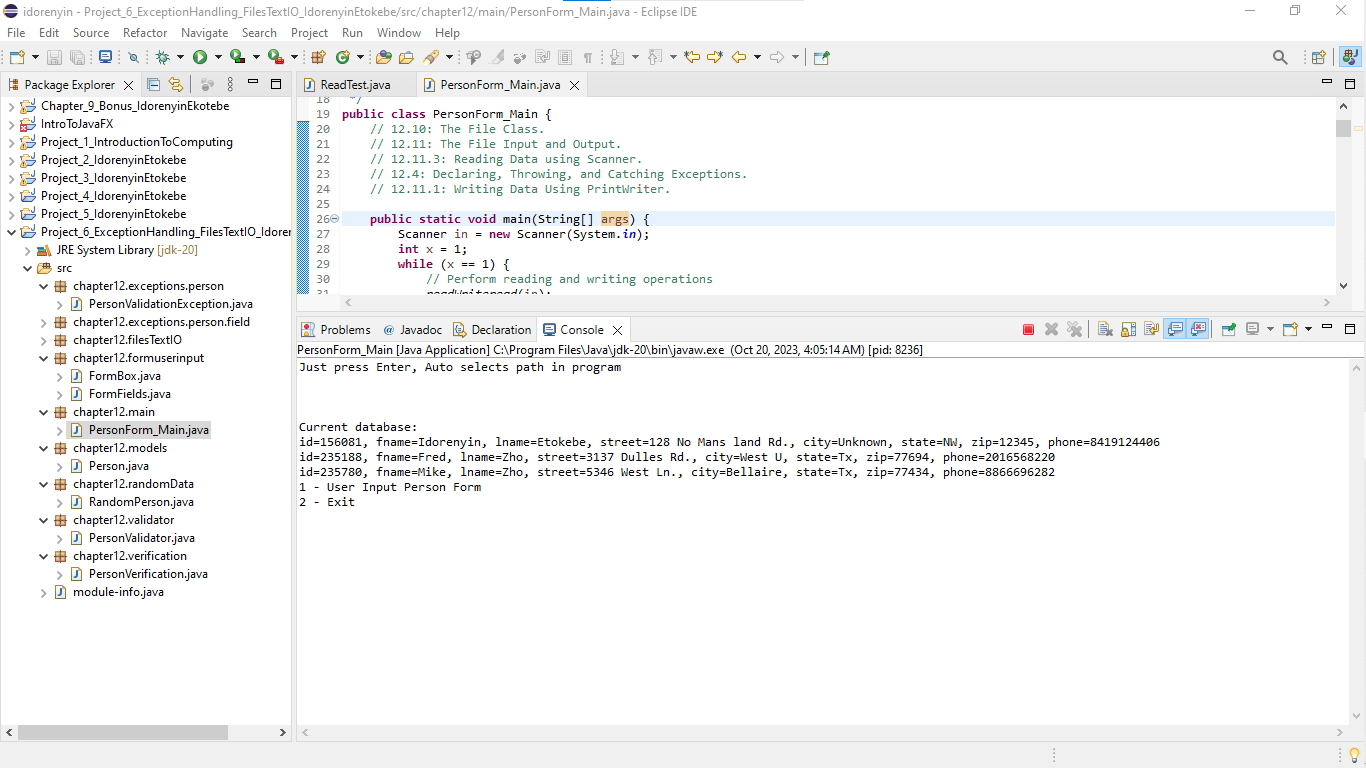 idorenyin - Project_6_ExceptionHandling_FilesTextIO_IdorenyinEtokebe/src/chapter12/main/PersonForm_Main.java - Eclipse IDE
File Edit Source Refactor Navigate Search Project Run Window Help
Package Explorer
Chapter_9_Bonus_IdorenyinEkotebe
IntroToJavaFX
Project_1_IntroductionToComputing
Project_2_IdorenyinEtokebe
Project_3_IdorenyinEtokebe
Project_4_IdorenyinEtokebe
Project_5_IdorenyinEtokebe
Project_6_ExceptionHandling_FilesTextIO_Idorer
JRE System Library [jdk-20]
src
chapter12.exceptions.person
PersonValidationException.java
chapter12.exceptions.person.field
chapter12.filesTextIO
chapter12.formuserinput
FormBox.java
FormFields.java
chapter12.main
PersonForm_Main.java
chapter12.models
Person.java
chapter12.randomData
RandomPerson.java
chapter12.validator
PersonValidator.java
chapter12.verification
PersonVerification.java
module-info.java
ReadTest.java PersonForm_Main.java
18 */
19 public class PersonForm_Main {
20 // 12.10: The File Class.
21 // 12.11: The File Input and Output.
22 // 12.11.3: Reading Data using Scanner.
23 // 12.4: Declaring, Throwing, and Catching Exceptions.
24 // 12.11.1: Writing Data Using PrintWriter.
25
26 public static void main(String[] args) {
27 Scanner in = new Scanner(System.in);
28 int x = 1;
29 while (x == 1) {
30 // Perform reading and writing operations
31 readWriteread(in);
Problems Javadoc Declaration Console
PersonForm_Main [Java Application] C:\Program Files\Java\jdk-20\bin\javaw.exe (Oct 20, 2023, 4:05:14 AM) [pid: 8236]
Just press Enter, Auto selects path in program
Current database:
id=156081, fname=Idorenyin, lname=Etokebe, street=128 No Mans land Rd., city=Unknown, state=NW, zip=12345, phone=8419124406
id=235188, fname=Fred, lname=Zho, street=3137 Dulles Rd., city=West U, state=Tx, zip=77694, phone=2016568220
id=235780, fname=Mike, lname=Zho, street=5346 West Ln., city=Bellaire, state=Tx, zip=77434, phone=8866696282
1 - User Input Person Form
2 - Exit